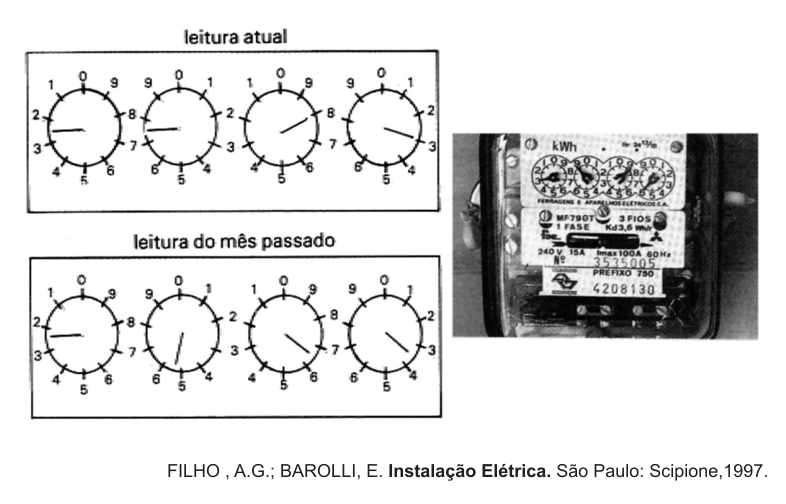 leitura atual
0 9 8 7 6 5 4 3 2 1
0 1 2 3 4 5 6 7 8 9
0 9 8 7 6 5 4 3 2 1
0 1 2 3 4 5 6 7 8 9
leitura do mês passado
0 9 8 7 6 5 4 3 2 1
0 1 2 3 4 5 6 7 8 9
0 9 8 7 6 5 4 3 2 1
0 1 2 3 4 5 6 7 8 9
kWh
FERRAGENS E APARELHOS ELÉTRICOS S.A.
MF79GT 3 FIOS
1 FASE Kd3,6 Wh/r
240 V 15A Imax100A 60Hz
Nº 3535005
PREFIXO 750
4208130
FILHO , A.G.; BAROLLI, E. Instalação Elétrica. São Paulo: Scipione,1997.